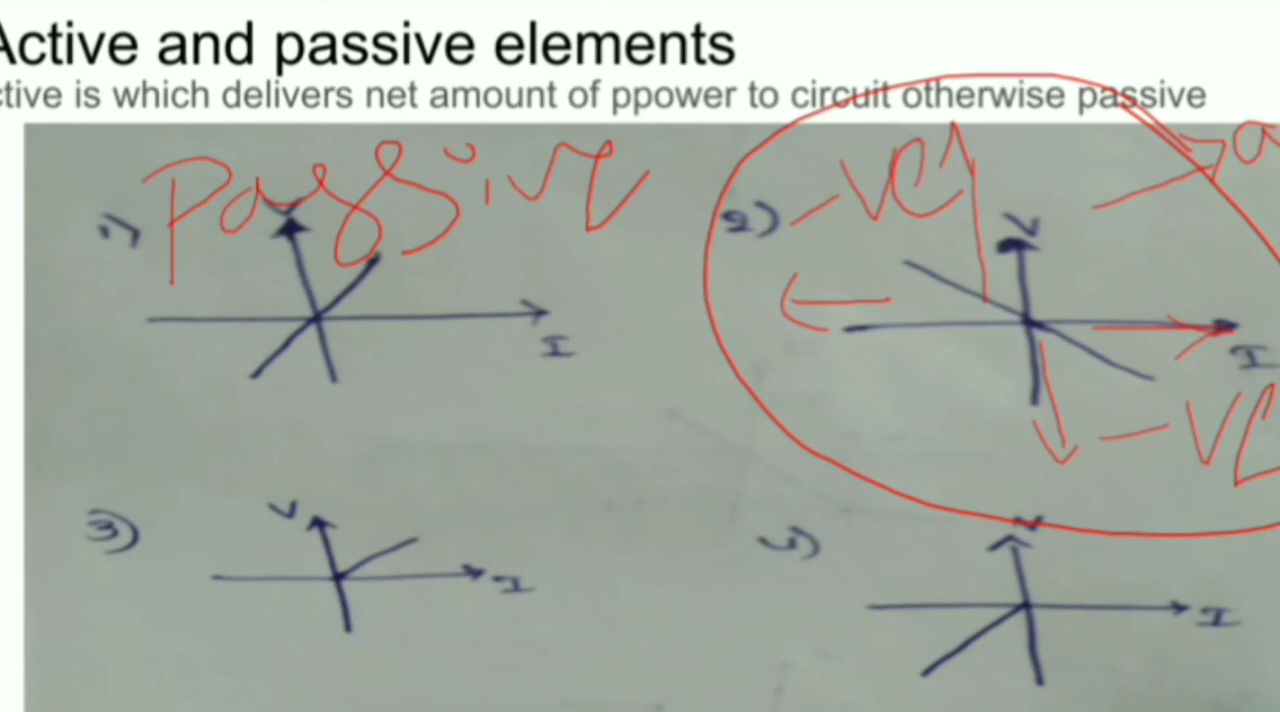 Active and passive elements
ctive is which delivers net amount of ppower to circuit otherwise passive
Passive
1)
I
2)
-ve
V
a
I
-ve
3)
V
I
4)
V
I